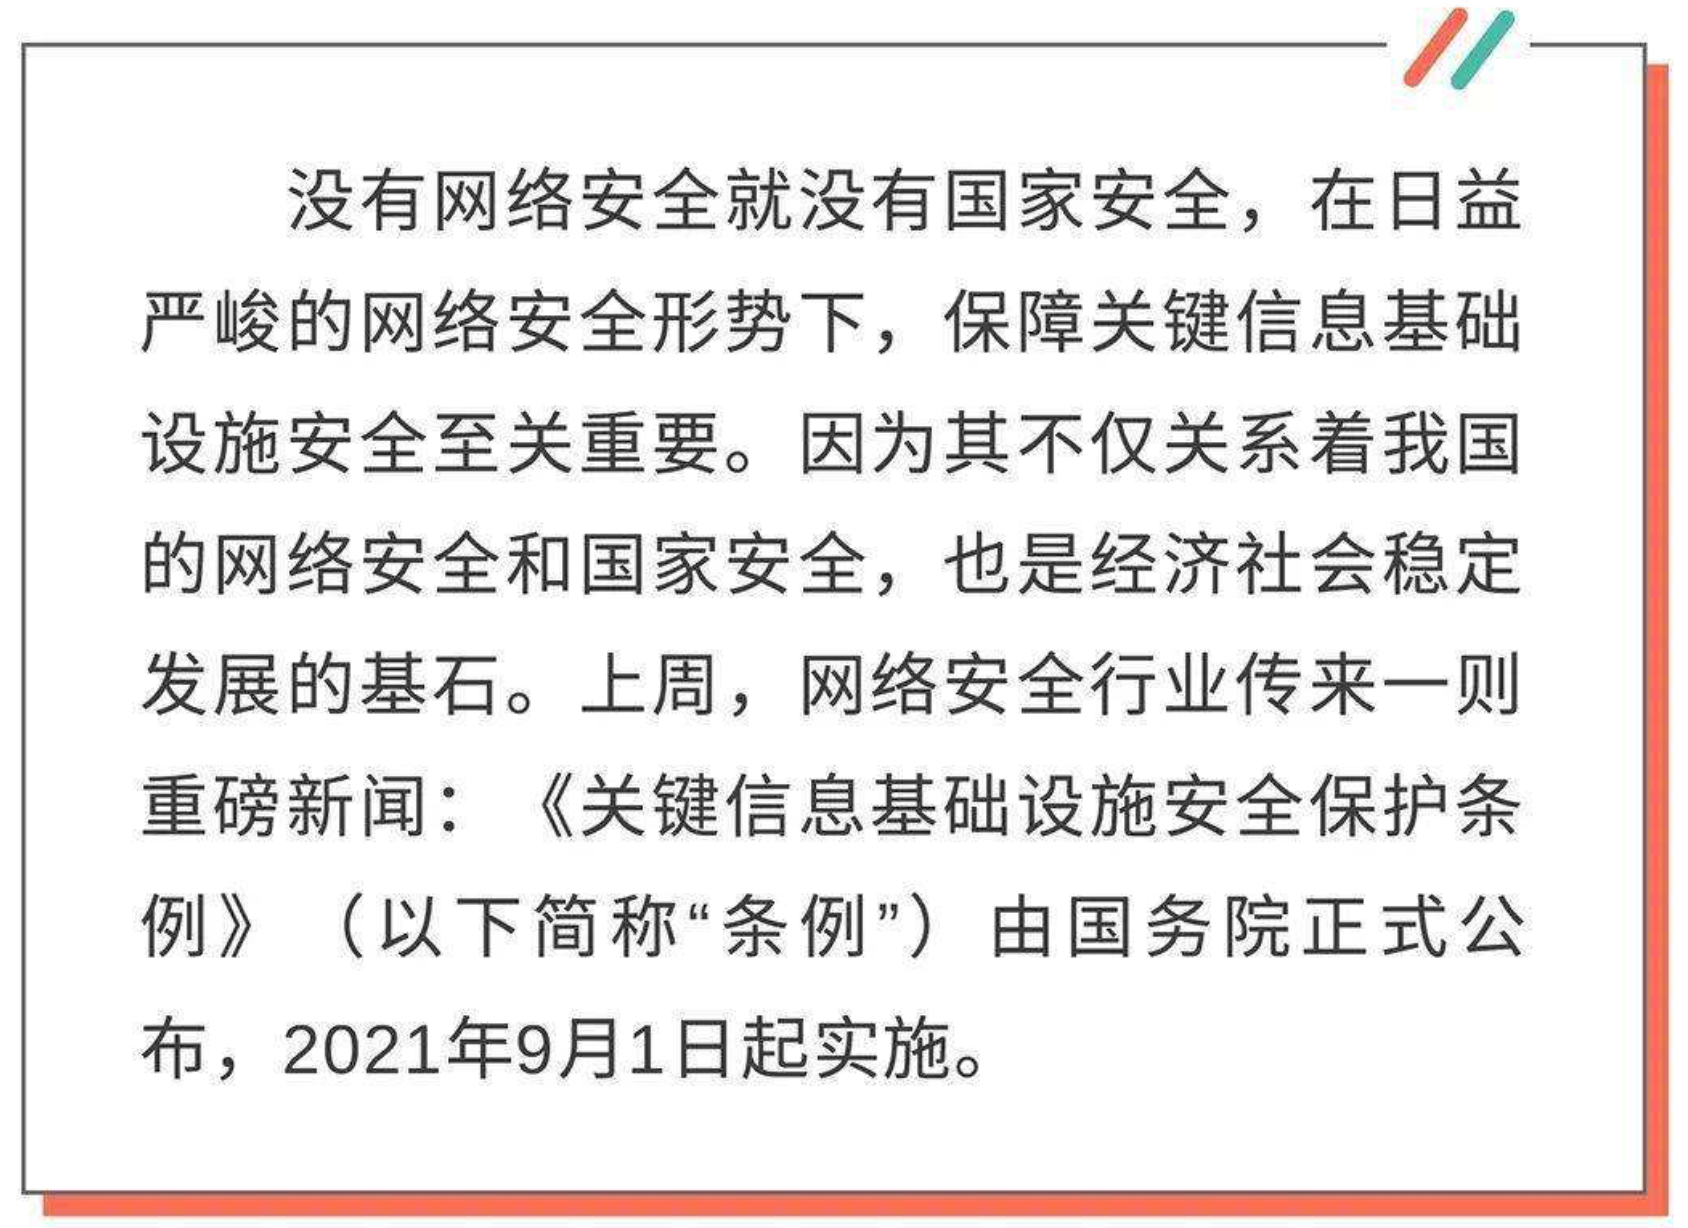 没有网络安全就没有国家安全，在日益
严峻的网络安全形势下，保障关键信息基础
设施安全至关重要。因为其不仅关系着我国
的网络安全和国家安全，也是经济社会稳定
发展的基石。上周，网络安全行业传来一则
重磅新闻：《关键信息基础设施安全保护条
例》（以下简称“条例”）由国务院正式公
布，2021年9月1日起实施。